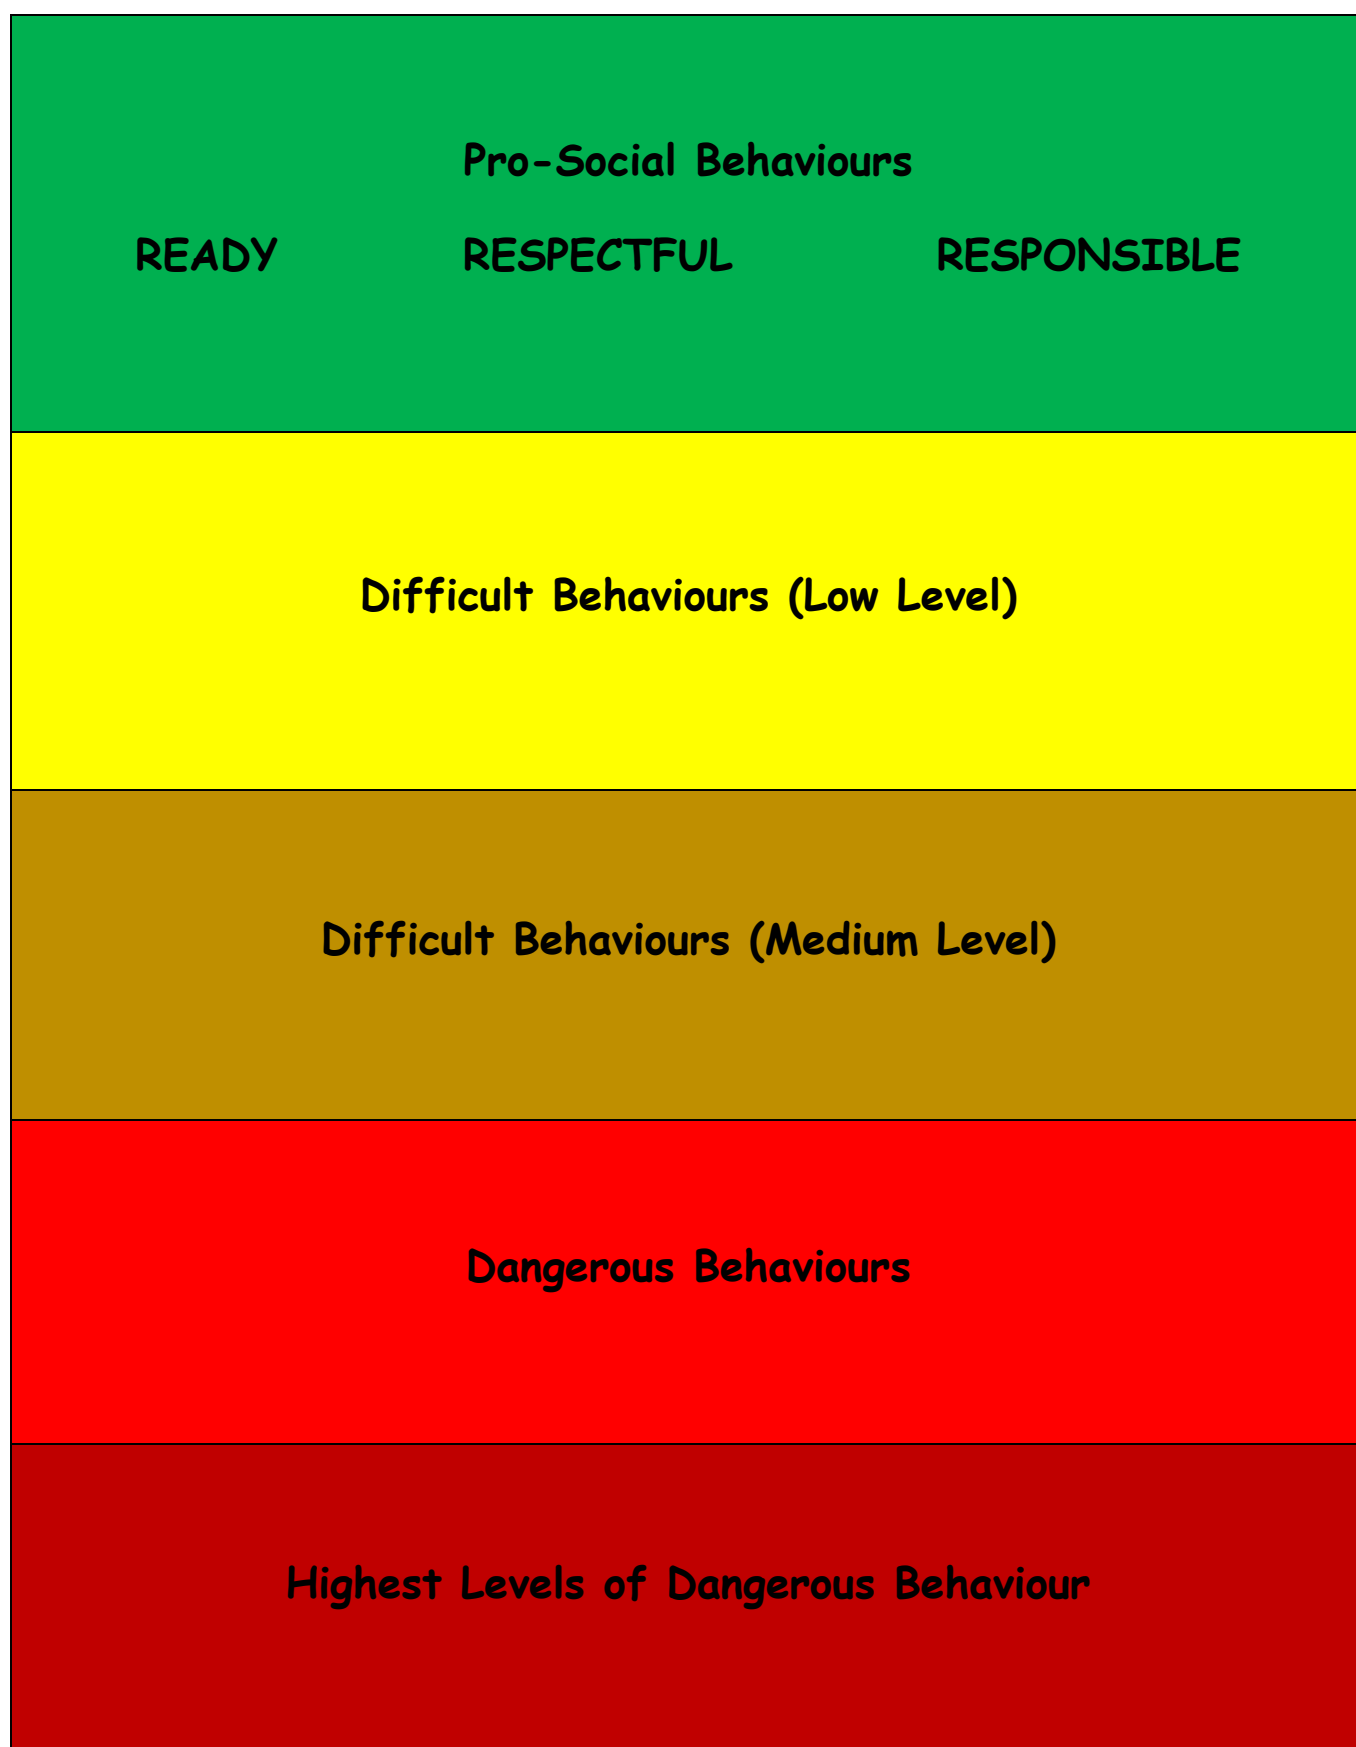 Pro-Social Behaviours
READY RESPECTFUL RESPONSIBLE
Difficult Behaviours (Low Level)
Difficult Behaviours (Medium Level)
Dangerous Behaviours
Highest Levels of Dangerous Behaviour